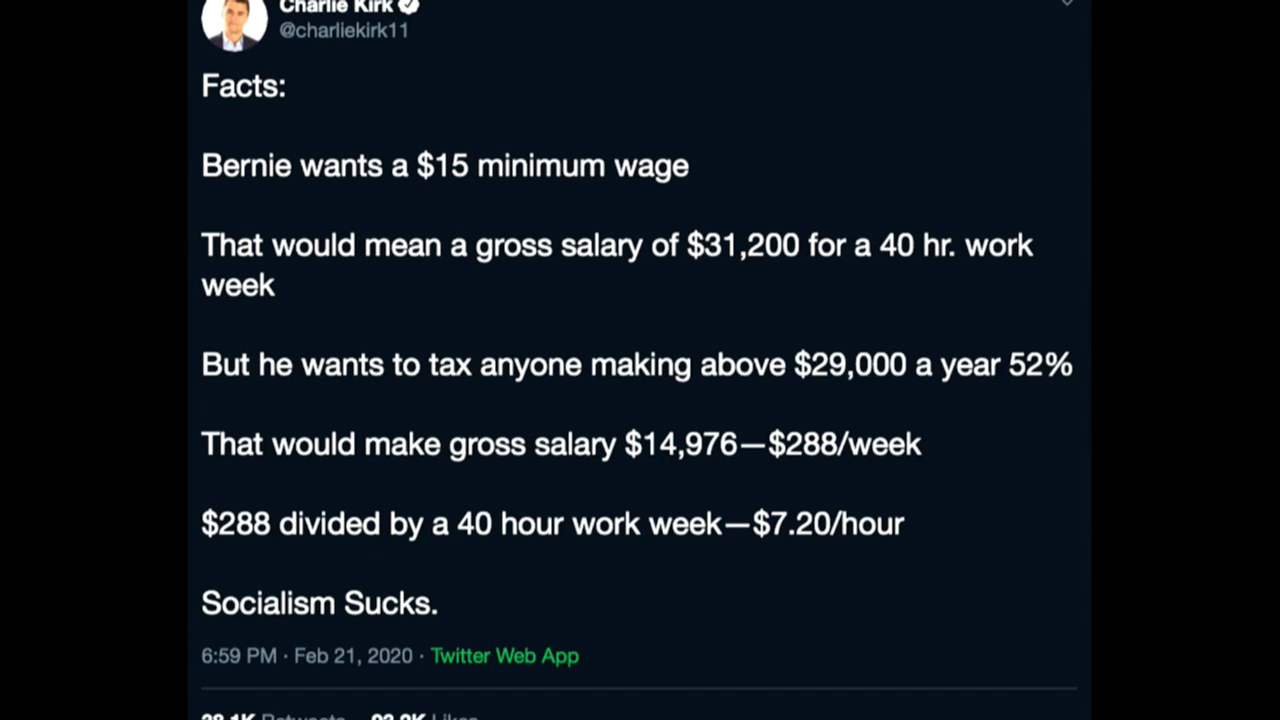 Charlie Kirk
@charliekirk11
Facts:
Bernie wants a $15 minimum wage
That would mean a gross salary of $31,200 for a 40 hr. work
week
But he wants to tax anyone making above $29,000 a year 52%
That would make gross salary $14,976—$288/week
$288 divided by a 40 hour work week—$7.20/hour
Socialism Sucks.
6:59 PM · Feb 21, 2020 · Twitter Web App
Retweets Likes